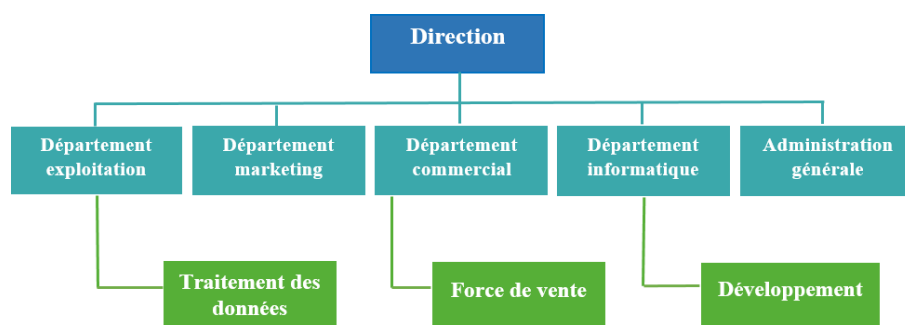 Direction
Département
exploitation
Département
marketing
Département
commercial
Département
informatique
Administration
générale
Traitement des
données
Force de vente
Développement